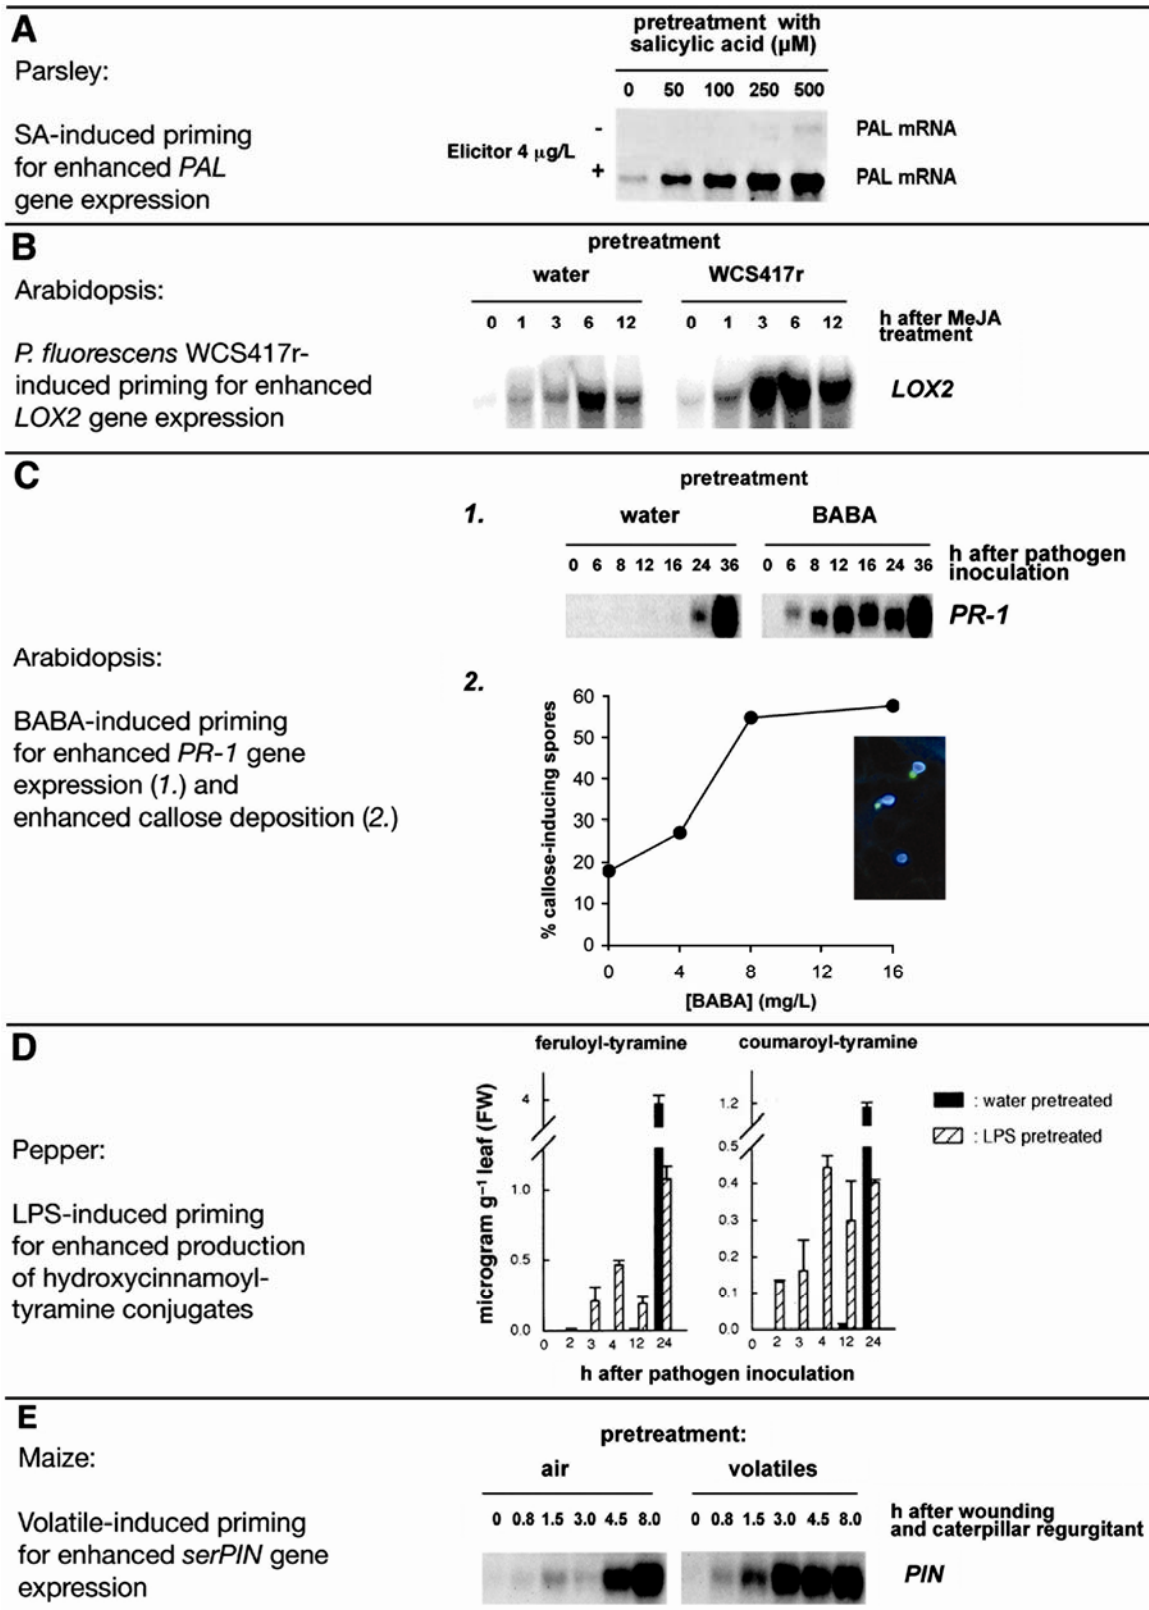 A
Parsley:
SA-induced priming
for enhanced PAL
gene expression
pretreatment with
salicylic acid (µM)
0 50 100 250 500
Elicitor 4 µg/L
- PAL mRNA
+ PAL mRNA
B
Arabidopsis:
P. fluorescens WCS417r-
induced priming for enhanced
LOX2 gene expression
pretreatment
water WCS417r
0 1 3 6 12 0 1 3 6 12
h after MeJA
treatment
LOX2
C
Arabidopsis:
BABA-induced priming
for enhanced PR-1 gene
expression (1.) and
enhanced callose deposition (2.)
pretreatment
1.
water BABA
0 6 8 12 16 24 36 0 6 8 12 16 24 36
h after pathogen
inoculation
PR-1
2.
% callose-inducing spores
60
50
40
30
20
10
0
0 4 8 12 16
[BABA] (mg/L)
D
Pepper:
LPS-induced priming
for enhanced production
of hydroxycinnamoyl-
tyramine conjugates
feruloyl-tyramine coumaroyl-tyramine
microgram g⁻¹ leaf (FW)
4
1.0
0.5
0.0
0 2 3 4 12 24
1.2
0.5
0.4
0.3
0.2
0.1
0.0
0 2 3 4 12 24
h after pathogen inoculation
: water pretreated
: LPS pretreated
E
Maize:
Volatile-induced priming
for enhanced serPIN gene
expression
pretreatment:
air volatiles
0 0.8 1.5 3.0 4.5 8.0 0 0.8 1.5 3.0 4.5 8.0
h after wounding
and caterpillar regurgitant
PIN